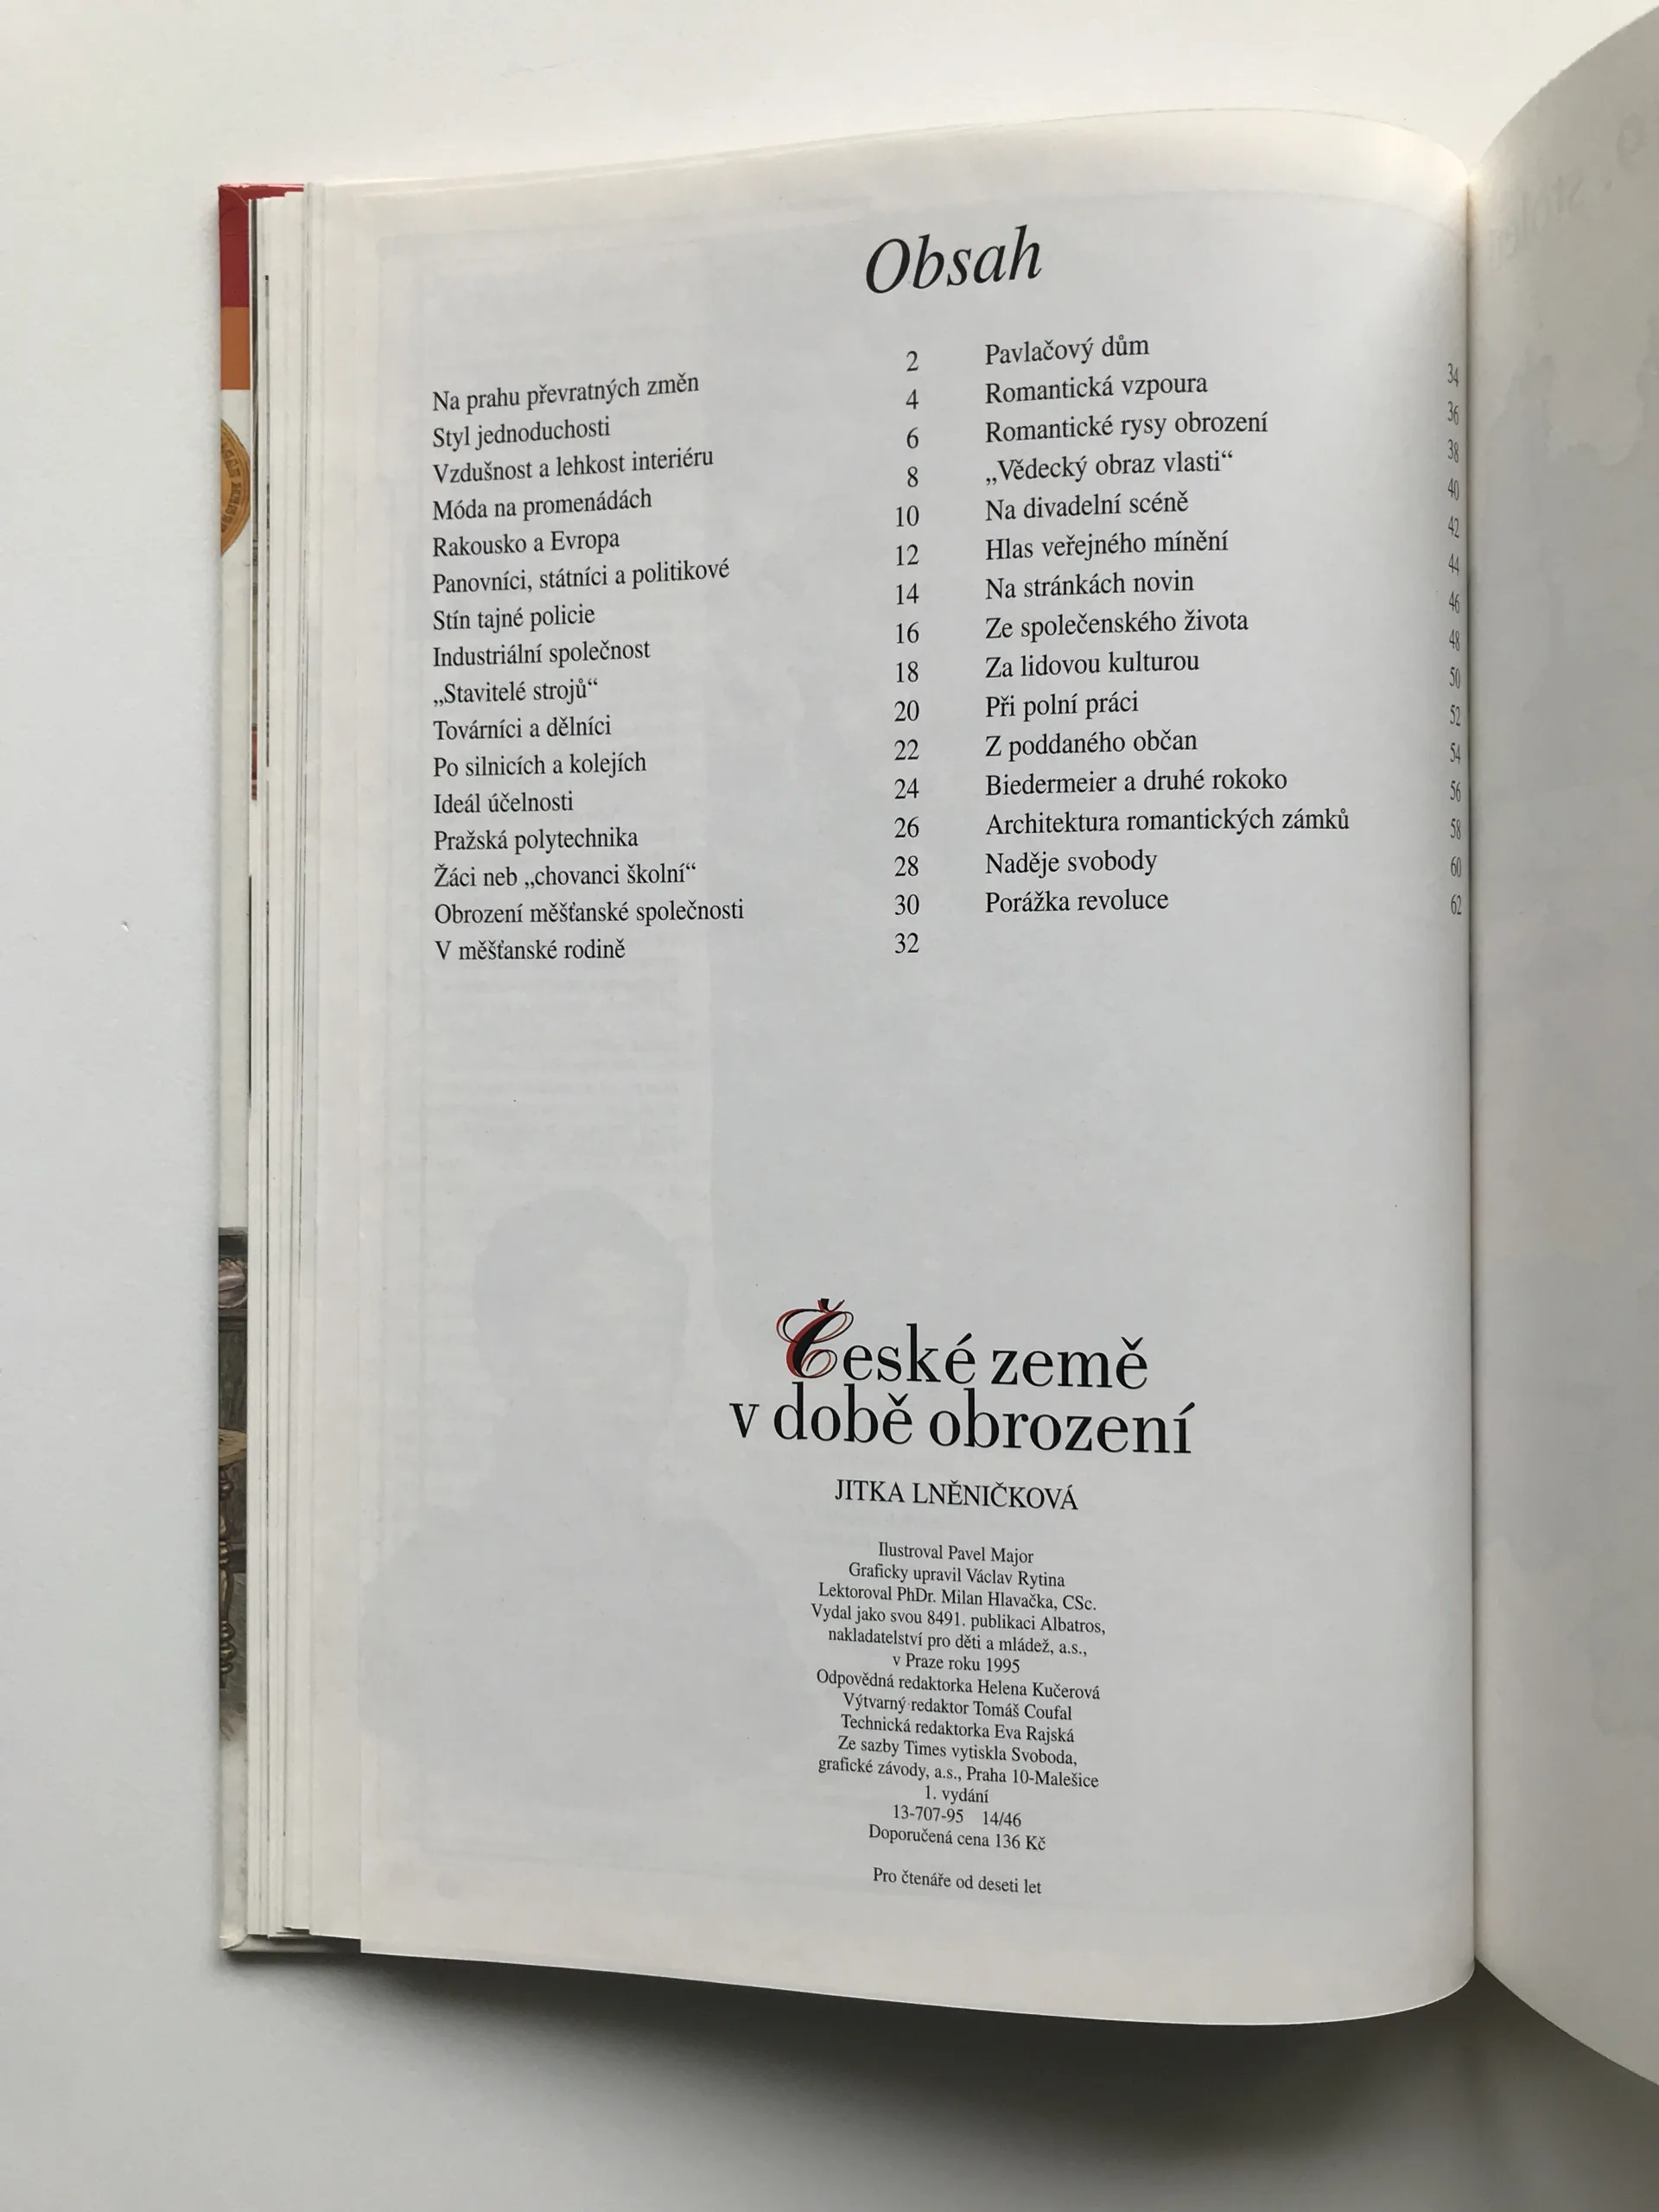 Obsah
Na prahu převratných změn 2
Styl jednoduchosti 4
Vzdušnost a lehkost interiéru 6
Móda na promenádách 8
Rakousko a Evropa 10
Panovníci, státníci a politikové 12
Stín tajné policie 14
Industriální společnost 16
„Stavitelé strojů“ 18
Továrníci a dělníci 20
Po silnicích a kolejích 22
Ideál účelnosti 24
Pražská polytechnika 26
Žáci neb „chovanci školní“ 28
Obrození měšťanské společnosti 30
V měšťanské rodině 32
Pavlačový dům 34
Romantická vzpoura 36
Romantické rysy obrození 38
„Vědecký obraz vlasti“ 40
Na divadelní scéně 42
Hlas veřejného mínění 44
Na stránkách novin 46
Ze společenského života 48
Za lidovou kulturou 50
Při polní práci 52
Z poddaného občan 54
Biedermeier a druhé rokoko 56
Architektura romantických zámků 58
Naděje svobody 60
Porážka revoluce 62
České země
v době obrození
JITKA LNĚNIČKOVÁ
Ilustroval Pavel Major
Graficky upravil Václav Rytina
Lektoroval PhDr. Milan Hlavačka, CSc.
Vydal jako svou 8491. publikaci Albatros,
nakladatelství pro děti a mládež, a.s.,
v Praze roku 1995
Odpovědná redaktorka Helena Kučerová
Výtvarný redaktor Tomáš Coufal
Technická redaktorka Eva Rajská
Ze sazby Times vytiskla Svoboda,
grafické závody, a.s., Praha 10-Malešice
1. vydání
13-707-95 14/46
Doporučená cena 136 Kč
Pro čtenáře od deseti let